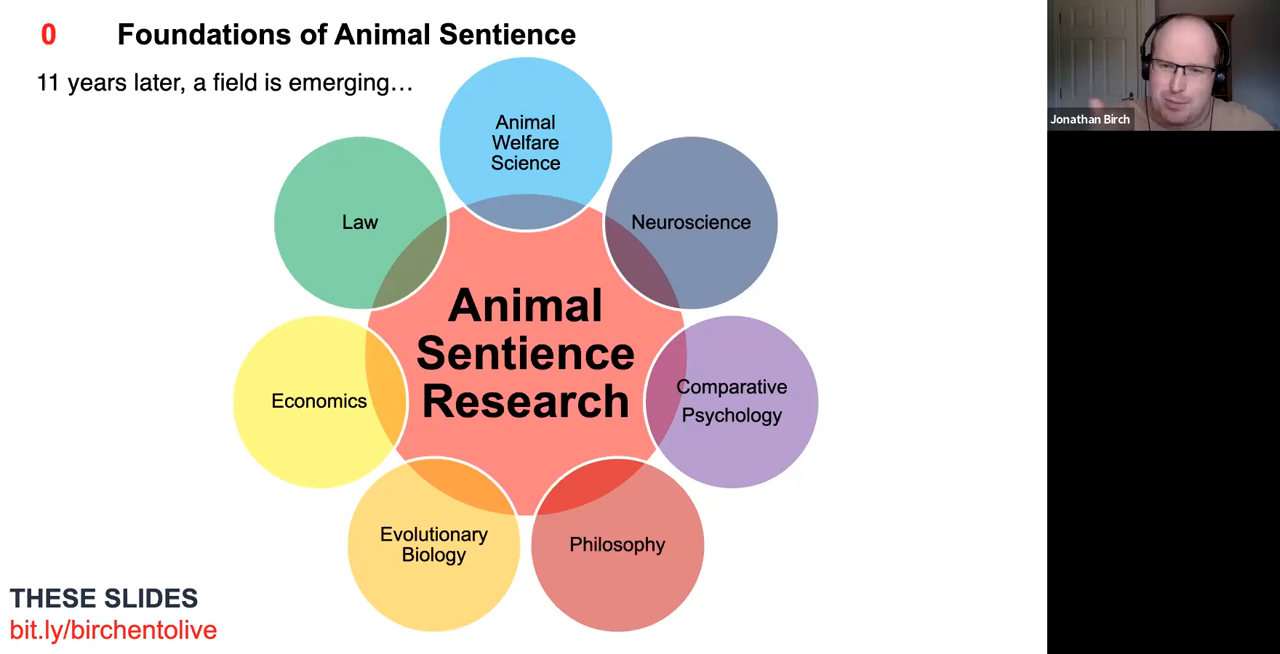 0 Foundations of Animal Sentience
11 years later, a field is emerging…
Animal
Welfare
Science
Law
Neuroscience
Animal
Sentience
Research
Economics
Comparative
Psychology
Evolutionary
Biology
Philosophy
THESE SLIDES
bit.ly/birchentolive
Jonathan Birch